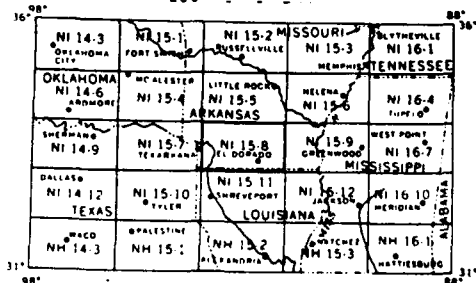 98° 88°
36°
NI 14-3 NI 15-1 NI 15-2 MISSOURI NI 15-3 BLYTHEVILLE NI 16-1
OKLAHOMA CITY FORT SMITH RUSSELLVILLE MEMPHIS TENNESSEE
OKLAHOMA McALESTER LITTLE ROCK HELENA
NI 14-6 NI 15-4 NI 15-5 NI 15-6 NI 16-4
ARDMORE ARKANSAS TUPELO
SHERMAN NI 15-7 NI 15-8 NI 15-9 WEST POINT
NI 14-9 TEXARKANA EL DORADO GREENWOOD NI 16-7
MISSISSIPPI
DALLAS NI 15-11
NI 14-12 NI 15-10 SHREVEPORT JACKSON NI 16-10
TEXAS TYLER LOUISIANA MERIDIAN ALABAMA
WACO PALESTINE NH 15-2 NATCHEZ NH 16-1
NH 14-3 ALEXANDRIA NH 15-3 HATTIESBURG
31° 31°
98° 88°